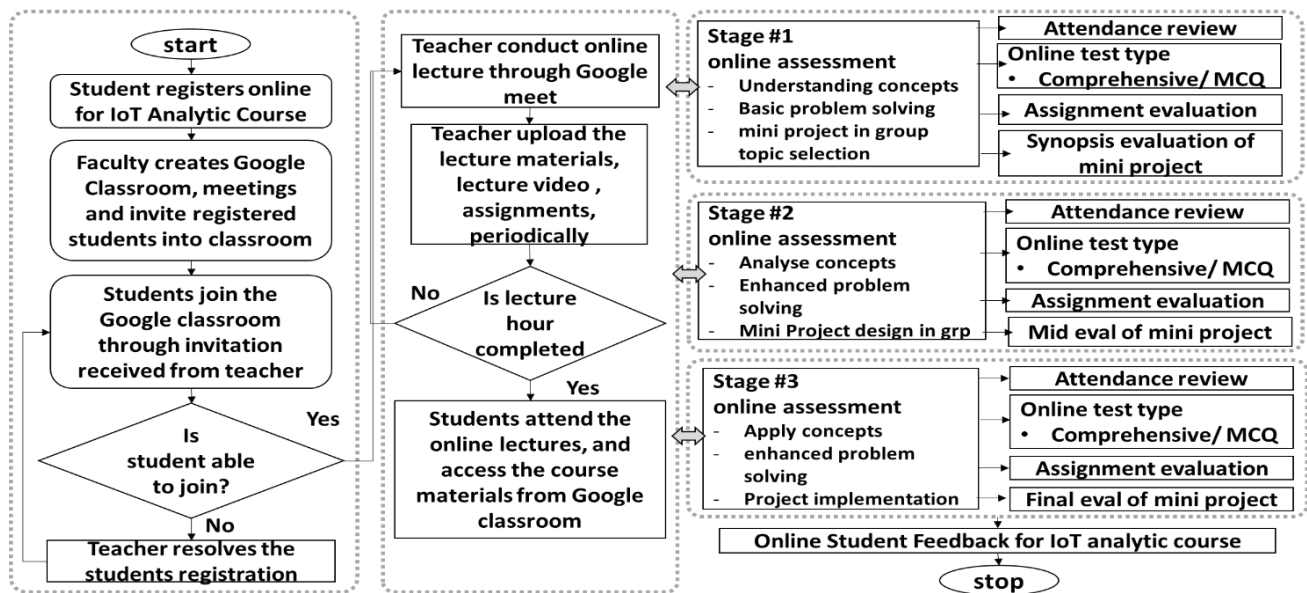 start
Student registers online
for IoT Analytic Course
Faculty creates Google
Classroom, meetings
and invite registered
students into classroom
Students join the
Google classroom
through invitation
received from teacher
Yes
Is
student able
to join?
No
Teacher resolves the
students registration
Teacher conduct online
lecture through Google
meet
Teacher upload the
lecture materials,
lecture video ,
assignments,
periodically
No
Is lecture
hour
completed
Yes
Students attend the
online lectures, and
access the course
materials from Google
classroom
Stage #1
online assessment
- Understanding concepts
- Basic problem solving
- mini project in group
topic selection
Attendance review
Online test type
• Comprehensive/ MCQ
Assignment evaluation
Synopsis evaluation of
mini project
Stage #2
online assessment
- Analyse concepts
- Enhanced problem
solving
- Mini Project design in grp
Attendance review
Online test type
• Comprehensive/ MCQ
Assignment evaluation
Mid eval of mini project
Stage #3
online assessment
- Apply concepts
- enhanced problem
solving
- Project implementation
Attendance review
Online test type
• Comprehensive/ MCQ
Assignment evaluation
Final eval of mini project
Online Student Feedback for IoT analytic course
stop